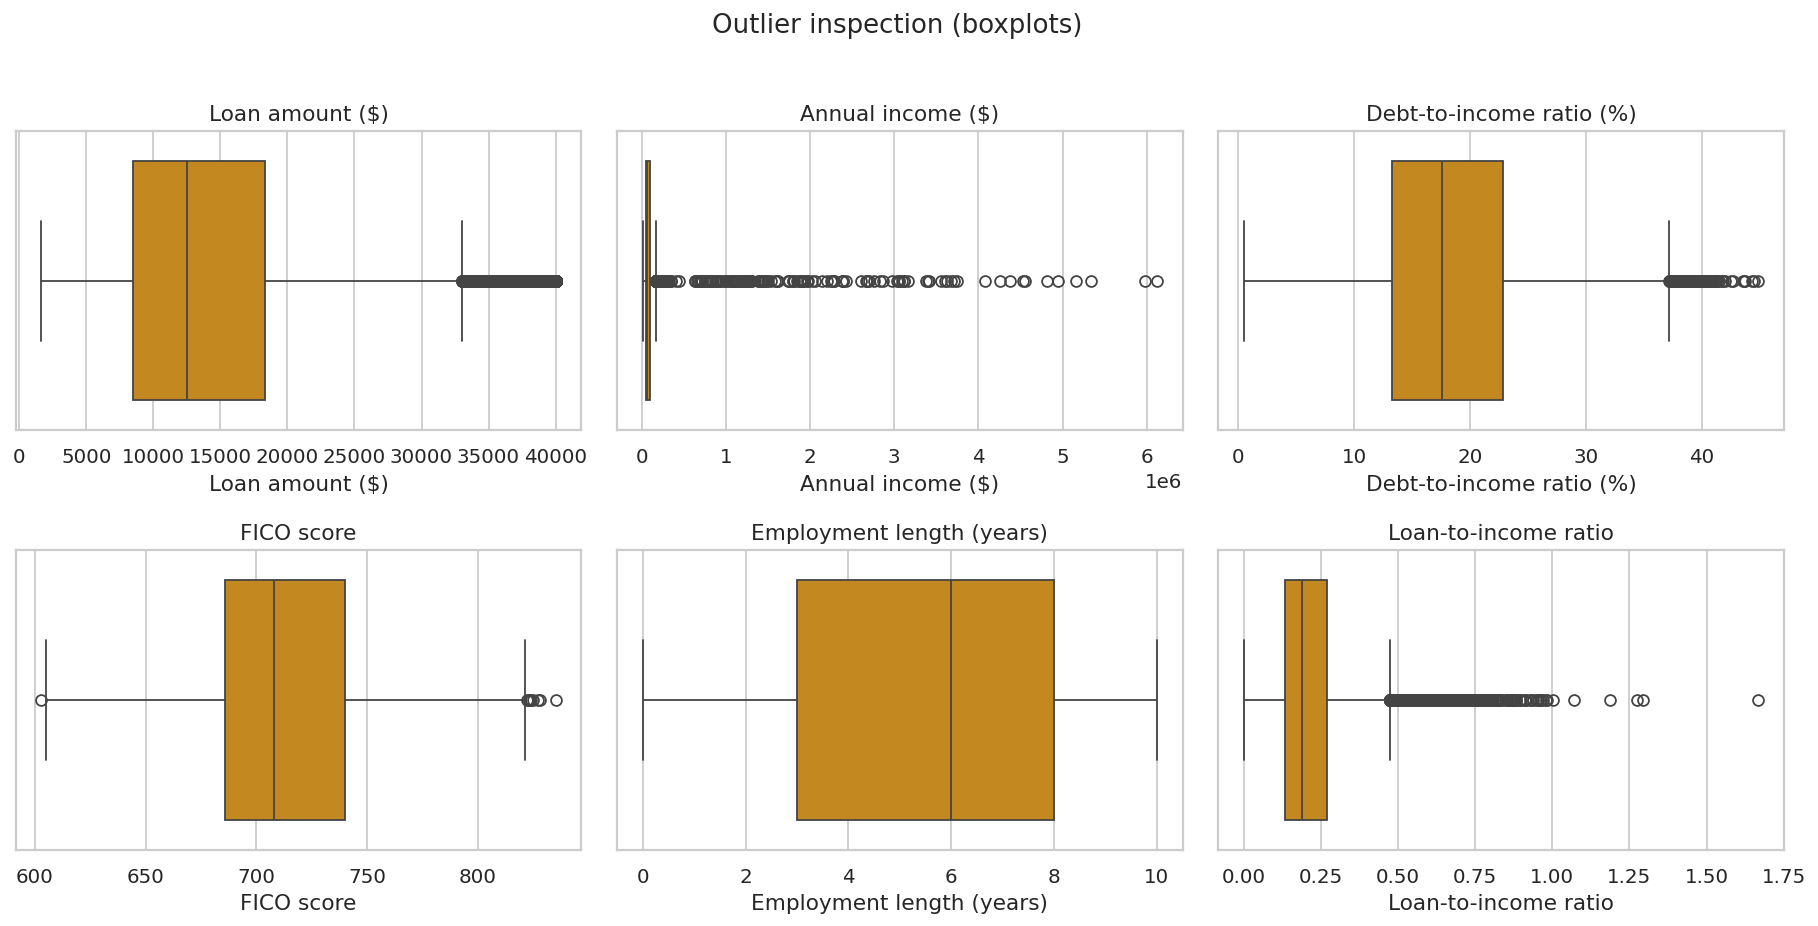 Outlier inspection (boxplots)
Loan amount ($)
Annual income ($)
Debt-to-income ratio (%)
0 5000 10000 15000 20000 25000 30000 35000 40000
0 1 2 3 4 5 6
0 10 20 30 40
1e6
Loan amount ($)
Annual income ($)
Debt-to-income ratio (%)
FICO score
Employment length (years)
Loan-to-income ratio
600 650 700 750 800
0 2 4 6 8 10
0.00 0.25 0.50 0.75 1.00 1.25 1.50 1.75
FICO score
Employment length (years)
Loan-to-income ratio